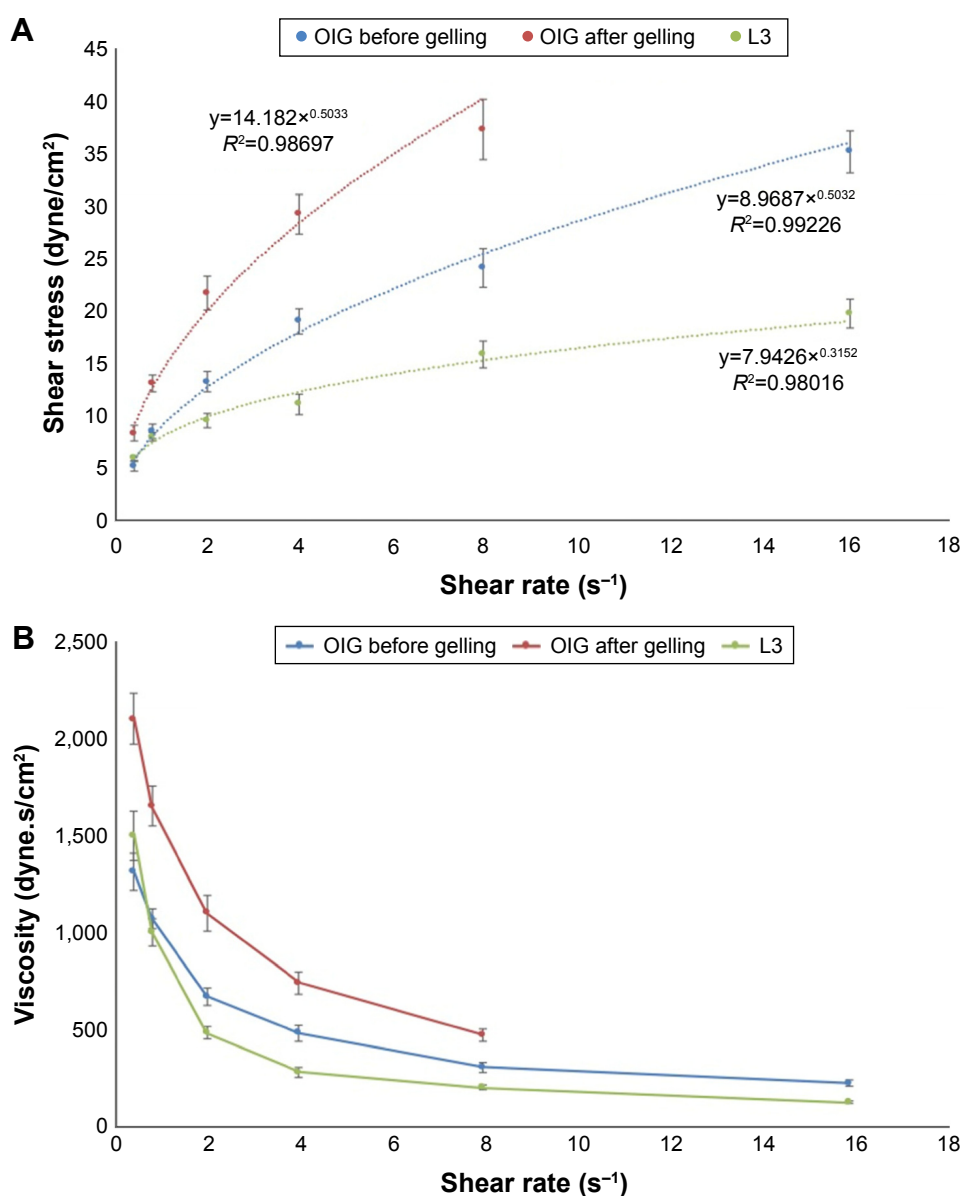 A
OIG before gelling OIG after gelling L3
45
40
35
30
25
20
15
10
5
0
Shear stress (dyne/cm²)
y=14.182×⁰·⁵⁰³³
R²=0.98697
y=8.9687×⁰·⁵⁰³²
R²=0.99226
y=7.9426×⁰·³¹⁵²
R²=0.98016
0 2 4 6 8 10 12 14 16 18
Shear rate (s⁻¹)
B
OIG before gelling OIG after gelling L3
2,500
2,000
1,500
1,000
500
0
Viscosity (dyne.s/cm²)
0 2 4 6 8 10 12 14 16 18
Shear rate (s⁻¹)